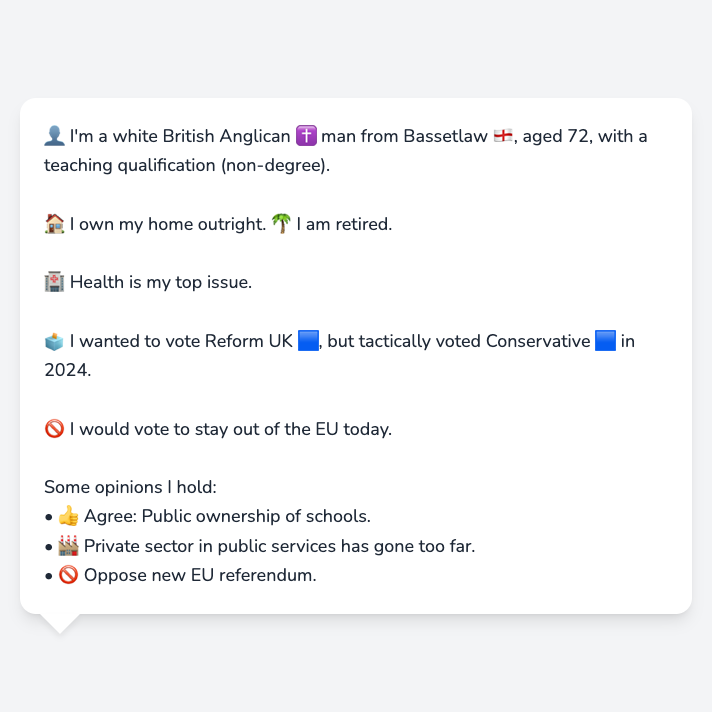 👤 I'm a white British Anglican ✝️ man from Bassetlaw 🏴󠁧󠁢󠁥󠁮󠁧󠁿, aged 72, with a
teaching qualification (non-degree).
🏠 I own my home outright. 🌴 I am retired.
🏥 Health is my top issue.
🗳️ I wanted to vote Reform UK 🟦, but tactically voted Conservative 🟦 in
2024.
🚫 I would vote to stay out of the EU today.
Some opinions I hold:
• 👍 Agree: Public ownership of schools.
• 🏭 Private sector in public services has gone too far.
• 🚫 Oppose new EU referendum.